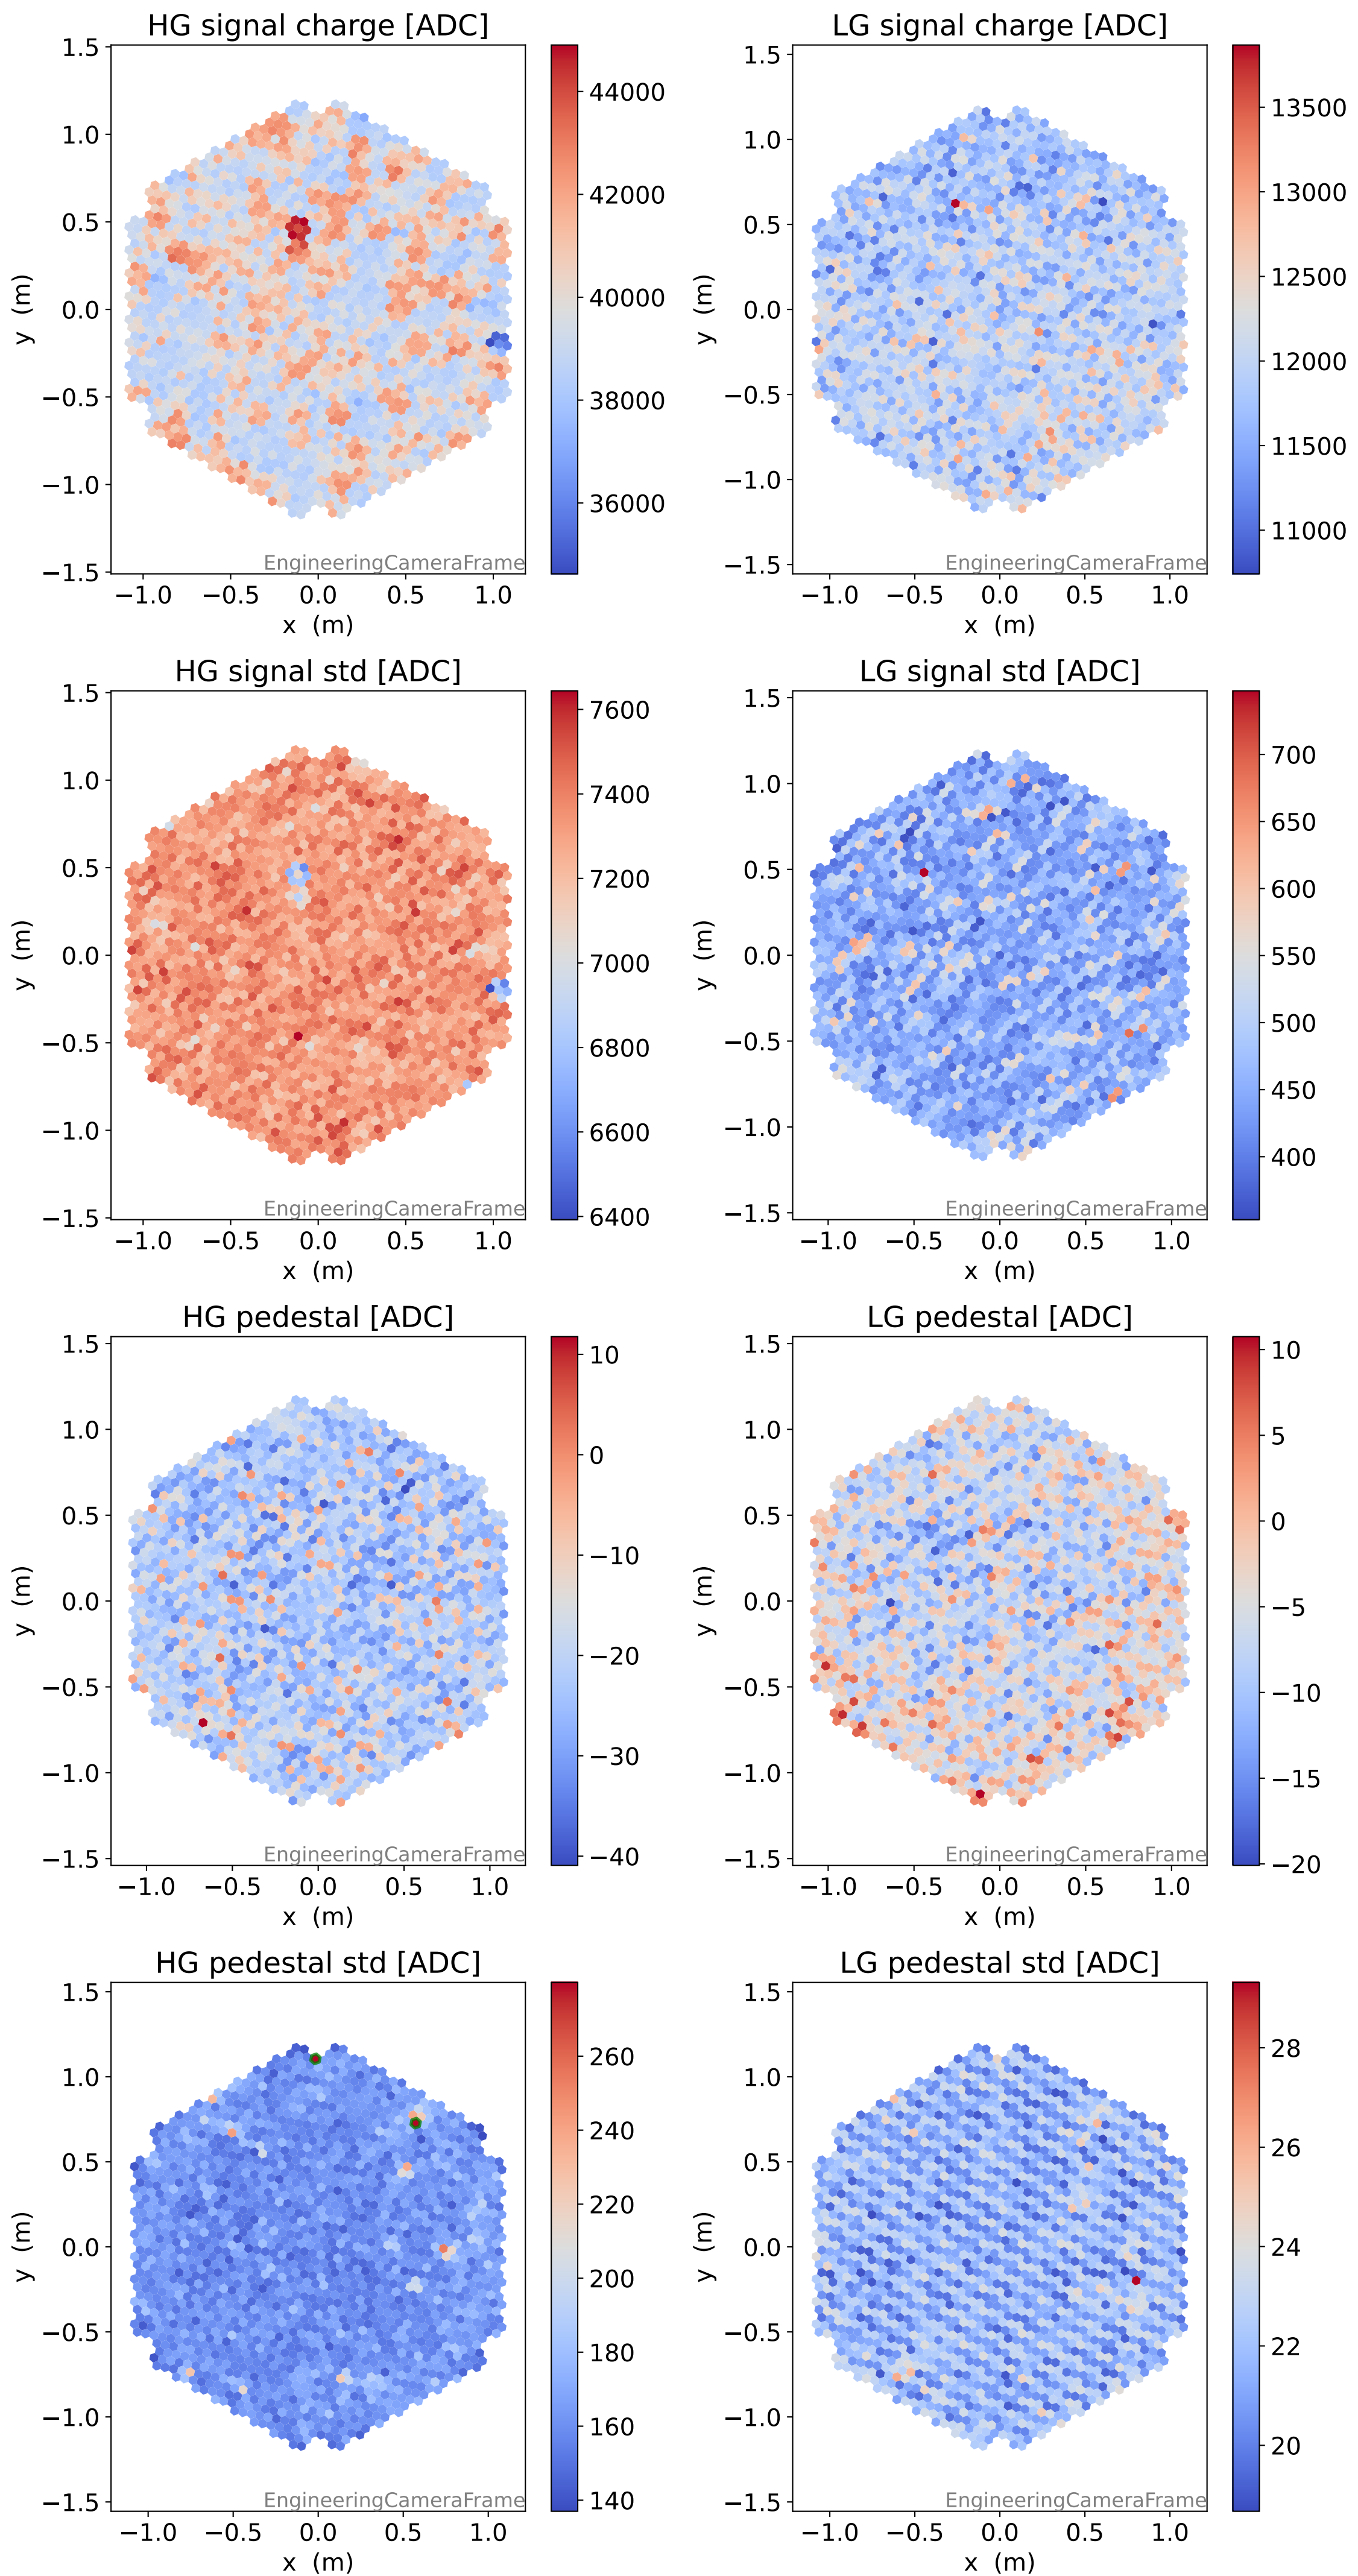 HG signal charge [ADC]
1.5
1.0
0.5
0.0
−0.5
−1.0
−1.5
y (m)
EngineeringCameraFrame
−1.0 −0.5 0.0 0.5 1.0
x (m)
44000
42000
40000
38000
36000
LG signal charge [ADC]
1.5
1.0
0.5
0.0
−0.5
−1.0
−1.5
y (m)
EngineeringCameraFrame
−1.0 −0.5 0.0 0.5 1.0
x (m)
13500
13000
12500
12000
11500
11000
HG signal std [ADC]
1.5
1.0
0.5
0.0
−0.5
−1.0
−1.5
y (m)
EngineeringCameraFrame
−1.0 −0.5 0.0 0.5 1.0
x (m)
7600
7400
7200
7000
6800
6600
6400
LG signal std [ADC]
1.5
1.0
0.5
0.0
−0.5
−1.0
−1.5
y (m)
EngineeringCameraFrame
−1.0 −0.5 0.0 0.5 1.0
x (m)
700
650
600
550
500
450
400
HG pedestal [ADC]
1.5
1.0
0.5
0.0
−0.5
−1.0
−1.5
y (m)
EngineeringCameraFrame
−1.0 −0.5 0.0 0.5 1.0
x (m)
10
0
−10
−20
−30
−40
LG pedestal [ADC]
1.5
1.0
0.5
0.0
−0.5
−1.0
−1.5
y (m)
EngineeringCameraFrame
−1.0 −0.5 0.0 0.5 1.0
x (m)
10
5
0
−5
−10
−15
−20
HG pedestal std [ADC]
1.5
1.0
0.5
0.0
−0.5
−1.0
−1.5
y (m)
EngineeringCameraFrame
−1.0 −0.5 0.0 0.5 1.0
x (m)
260
240
220
200
180
160
140
LG pedestal std [ADC]
1.5
1.0
0.5
0.0
−0.5
−1.0
−1.5
y (m)
EngineeringCameraFrame
−1.0 −0.5 0.0 0.5 1.0
x (m)
28
26
24
22
20